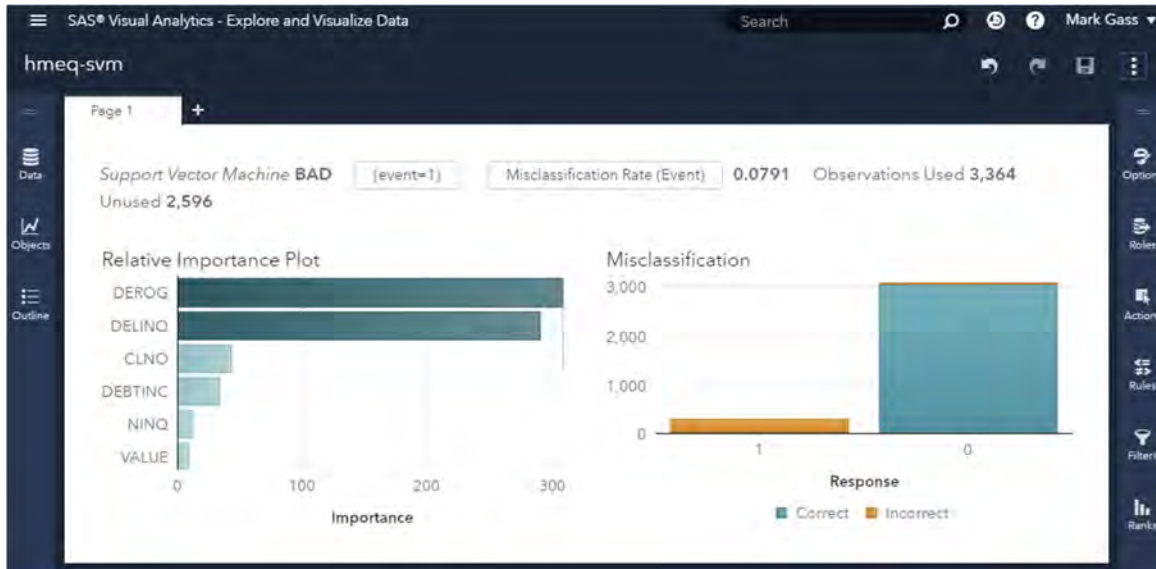 SAS® Visual Analytics - Explore and Visualize Data
Search
Mark Gass
hmeq-svm
Page 1
+
Data
Objects
Outline
Support Vector Machine BAD (event=1) Misclassification Rate (Event) 0.0791 Observations Used 3,364
Unused 2,596
Relative Importance Plot
DEROG
DELINQ
CLNO
DEBTINC
NINQ
VALUE
0 100 200 300
Importance
Misclassification
3,000
2,000
1,000
0
1 0
Response
Correct Incorrect
Option
Roles
Action
Rules
Filter
Ranks